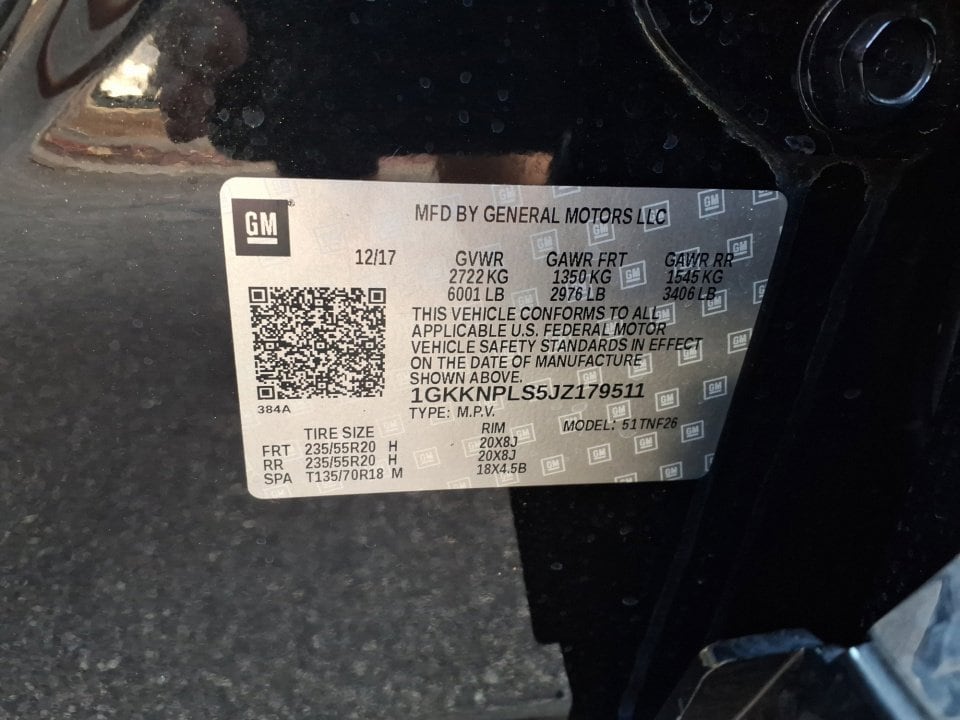 GM
MFD BY GENERAL MOTORS LLC
12/17 GVWR GAWR FRT GAWR RR
2722 KG 1350 KG 1545 KG
6001 LB 2976 LB 3406 LB
THIS VEHICLE CONFORMS TO ALL
APPLICABLE U.S. FEDERAL MOTOR
VEHICLE SAFETY STANDARDS IN EFFECT
ON THE DATE OF MANUFACTURE
SHOWN ABOVE.
1GKKNPLS5JZ179511
384A
TYPE: M.P.V. MODEL: 51TNF26
TIRE SIZE RIM
FRT 235/55R20 H 20X8J
RR 235/55R20 H 20X8J
SPA T135/70R18 M 18X4.5B